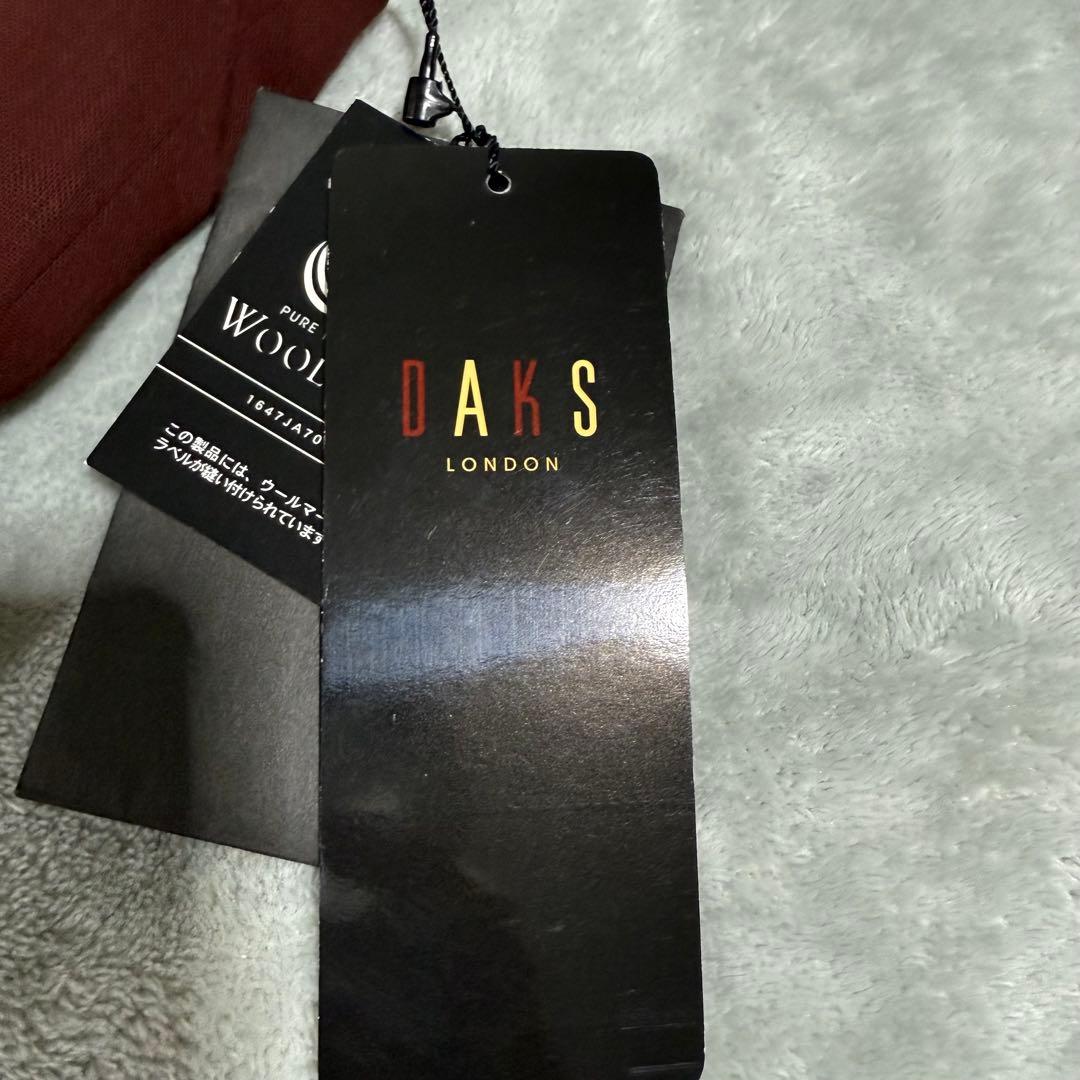 DAKS
LONDON
PURE
WOOL
1647JA70
この製品には、ウールマー
ラベルが縫い付けられています